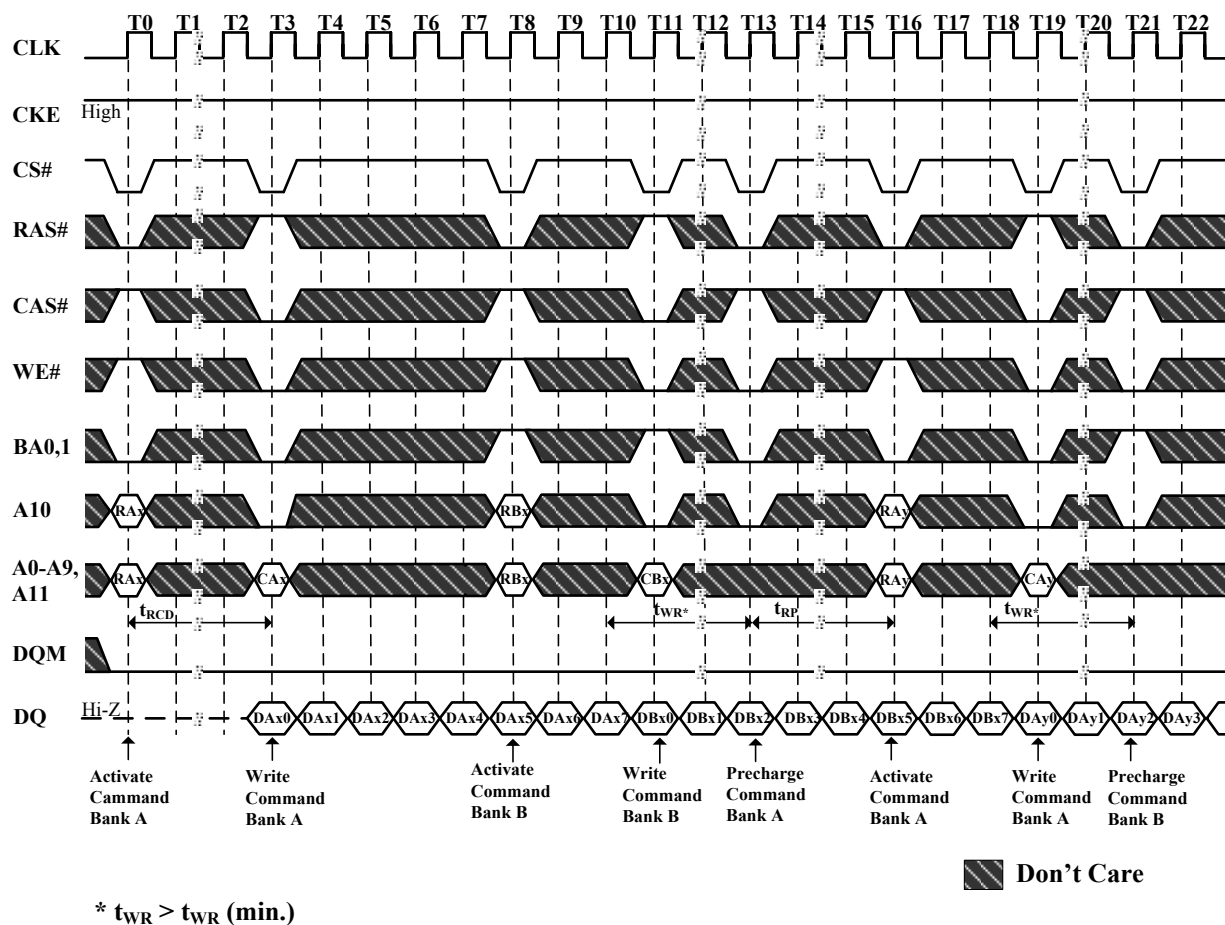 T0 T1 T2 T3 T4 T5 T6 T7 T8 T9 T10 T11 T12 T13 T14 T15 T16 T17 T18 T19 T20 T21 T22
CLK
CKE High
CS#
RAS#
CAS#
WE#
BA0,1
A10 RAx RBx RAy
A0-A9, A11 RAx CAx RBx CBx RAy CAy
tRCD tWR* tRP tWR*
DQM
DQ Hi-Z DAx0 DAx1 DAx2 DAx3 DAx4 DAx5 DAx6 DAx7 DBx0 DBx1 DBx2 DBx3 DBx4 DBx5 DBx6 DBx7 DAy0 DAy1 DAy2 DAy3
Activate Cammand Bank A
Write Command Bank A
Activate Command Bank B
Write Command Bank B
Precharge Command Bank A
Activate Command Bank A
Write Command Bank A
Precharge Command Bank B
Don't Care
* tWR > tWR (min.)